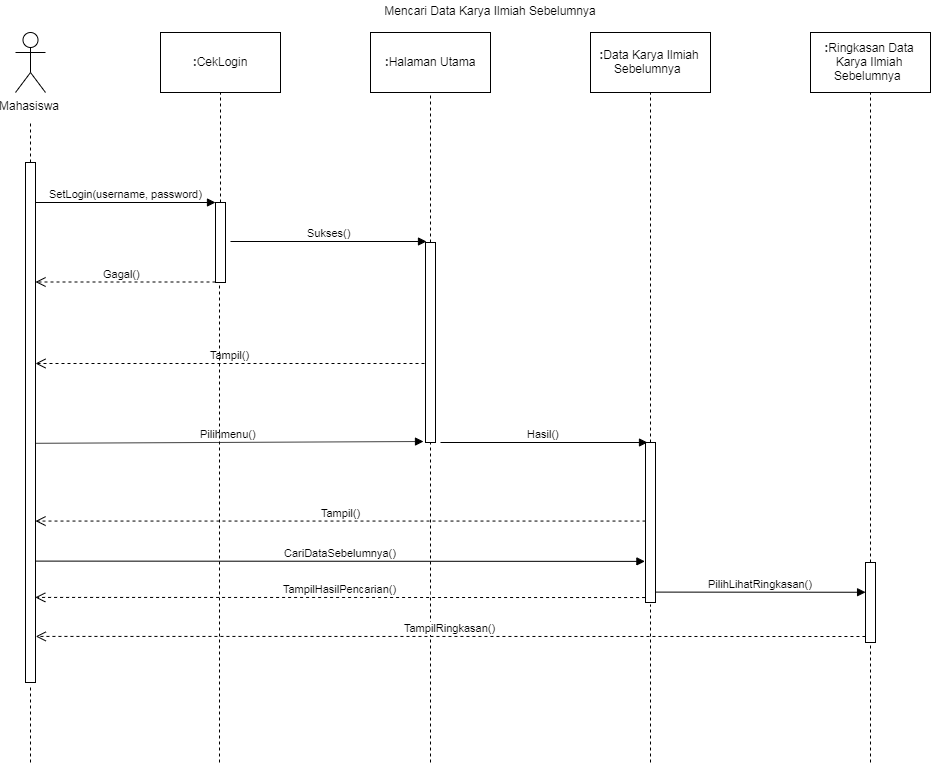 Mencari Data Karya Ilmiah Sebelumnya
:CekLogin
:Halaman Utama
:Data Karya Ilmiah
Sebelumnya
:Ringkasan Data
Karya Ilmiah
Sebelumnya
Mahasiswa
SetLogin(username, password)
Sukses()
Gagal()
Tampil()
Pilihmenu()
Hasil()
Tampil()
CariDataSebelumnya()
PilihLihatRingkasan()
TampilHasilPencarian()
TampilRingkasan()